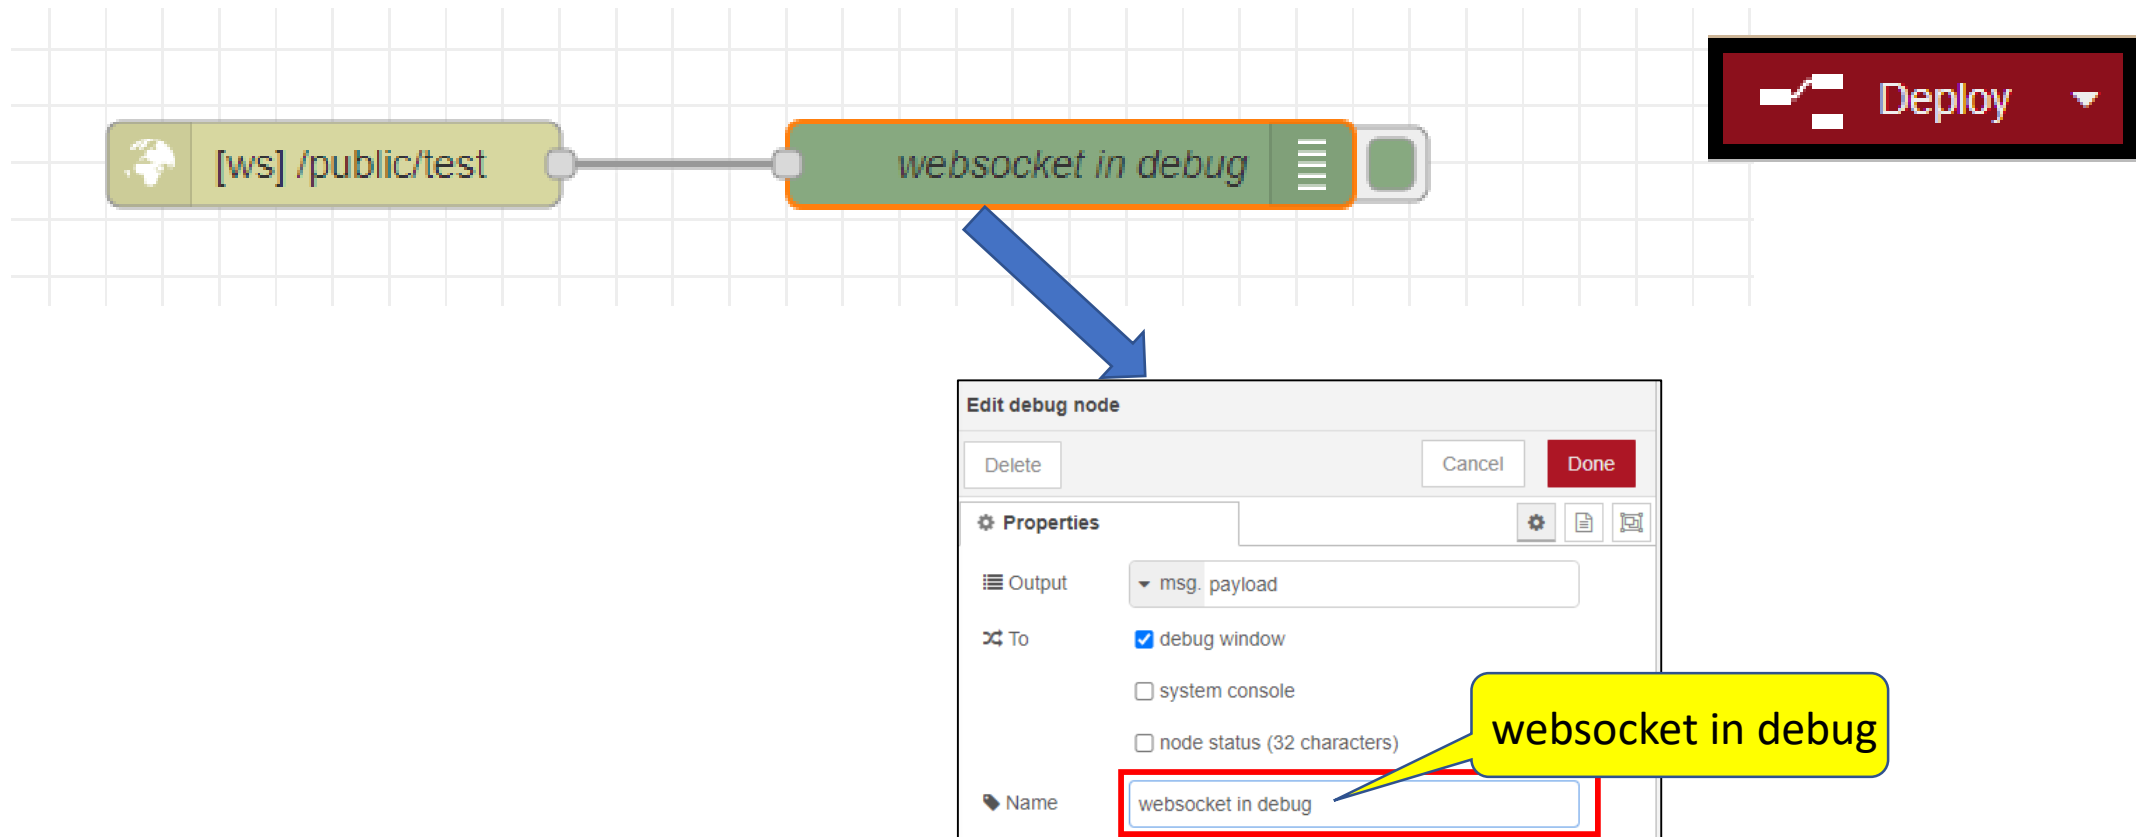 [ws] /public/test
websocket in debug
Deploy
Edit debug node
Delete
Cancel
Done
Properties
Output
msg. payload
To
debug window
system console
node status (32 characters)
websocket in debug
Name
websocket in debug